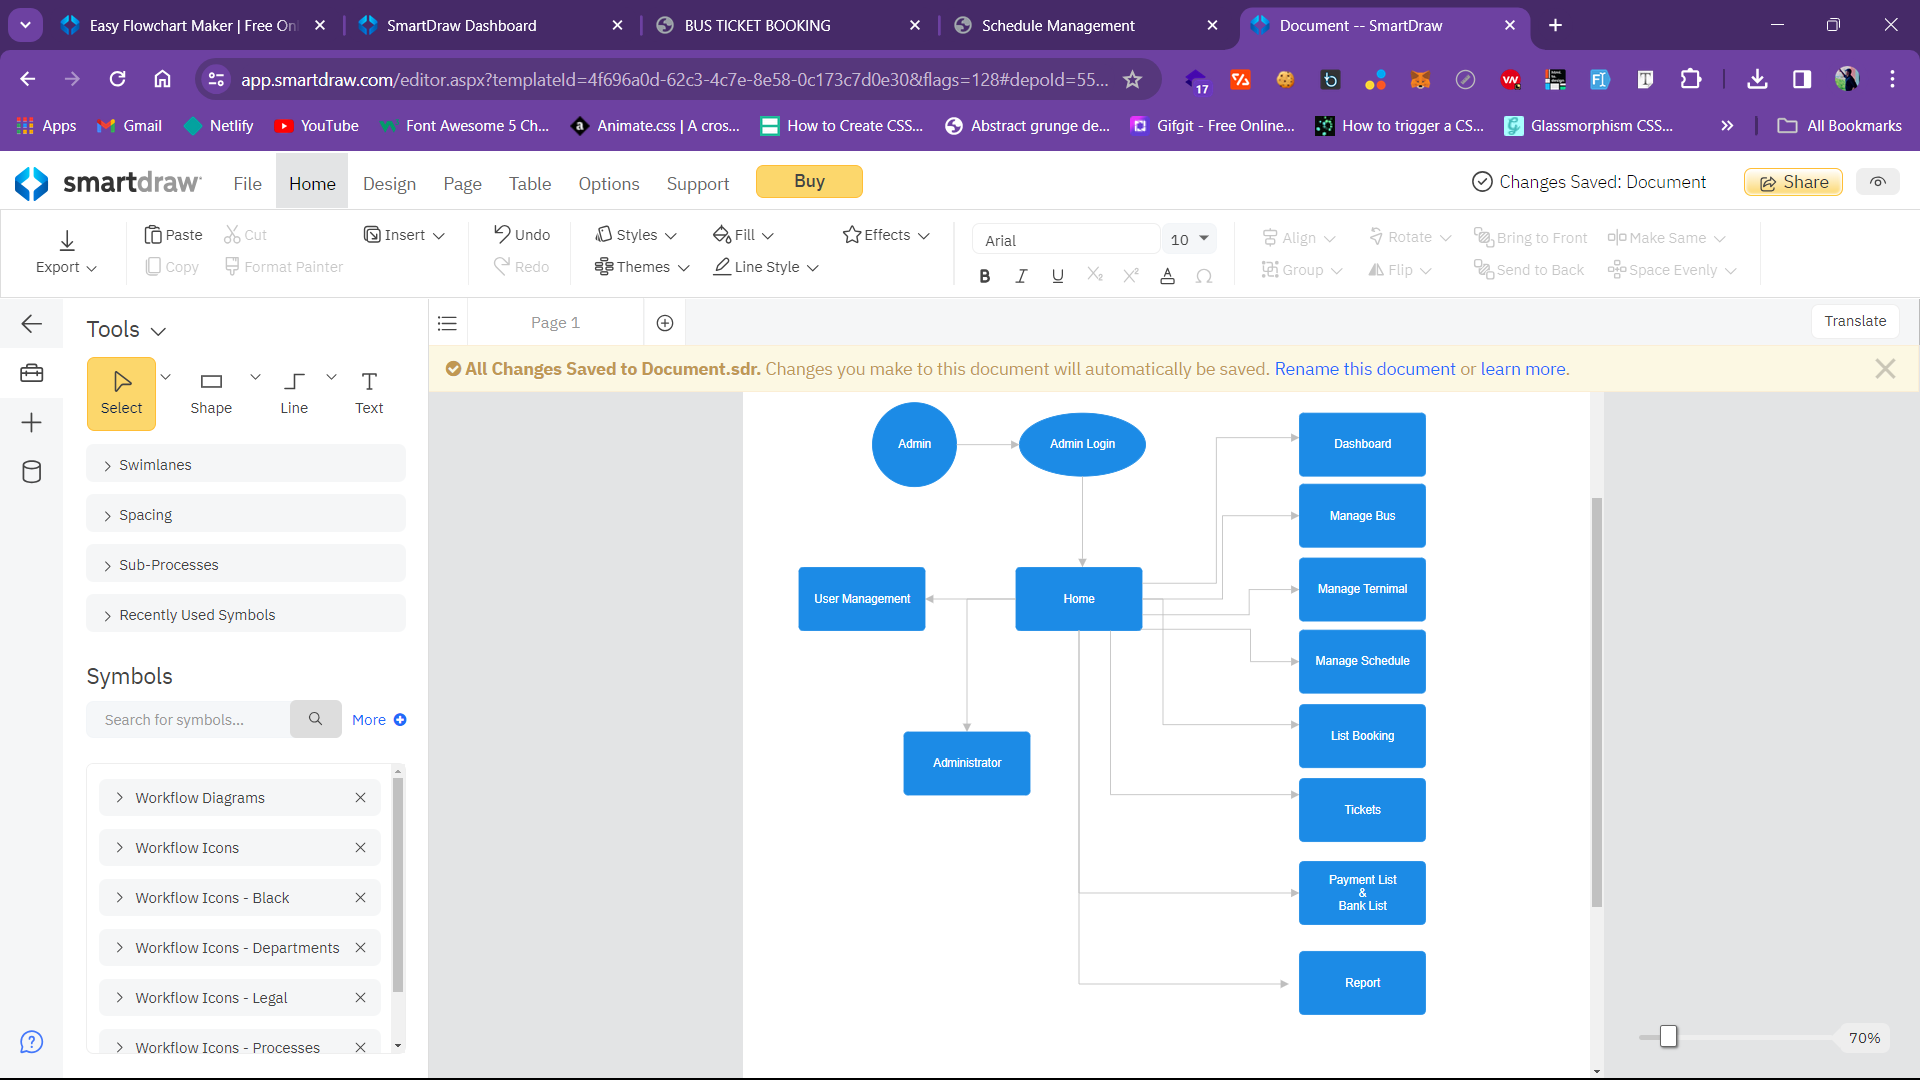 Easy Flowchart Maker | Free On
SmartDraw Dashboard
BUS TICKET BOOKING
Schedule Management
Document -- SmartDraw
app.smartdraw.com/editor.aspx?templateId=4f696a0d-62c3-4c7e-8e58-0c173c7d0e30&flags=128#depoId=55...
17
Apps
Gmail
Netlify
YouTube
Font Awesome 5 Ch...
Animate.css | A cros...
How to Create CSS...
Abstract grunge de...
Gifgit - Free Online...
How to trigger a CS...
Glassmorphism CSS...
All Bookmarks
smartdraw
File
Home
Design
Page
Table
Options
Support
Buy
Changes Saved: Document
Share
Export
Paste
Cut
Copy
Format Painter
Insert
Undo
Redo
Styles
Fill
Effects
Themes
Line Style
Arial
10
B I U X₂ X² A Ω
Align
Rotate
Bring to Front
Make Same
Group
Flip
Send to Back
Space Evenly
Tools
Select
Shape
Line
Text
Swimlanes
Spacing
Sub-Processes
Recently Used Symbols
Symbols
Search for symbols...
More
Workflow Diagrams
Workflow Icons
Workflow Icons - Black
Workflow Icons - Departments
Workflow Icons - Legal
Workflow Icons - Processes
Page 1
Translate
All Changes Saved to Document.sdr. Changes you make to this document will automatically be saved. Rename this document or learn more.
Admin
Admin Login
Dashboard
Manage Bus
Manage Ternimal
User Management
Home
Manage Schedule
List Booking
Administrator
Tickets
Payment List
&
Bank List
Report
70%